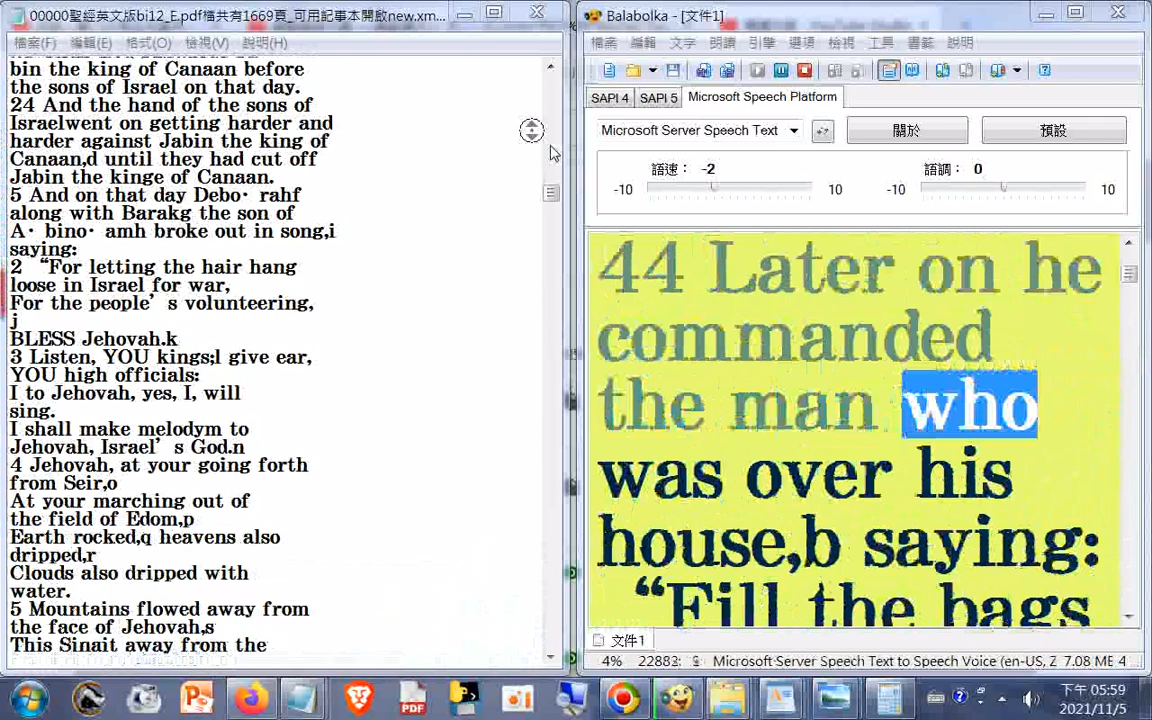 00000聖經英文版bi12_E.pdf檔共有1669頁_可用記事本開啟new.xm...
檔案(F) 編輯(E) 格式(O) 檢視(V) 說明(H)
bin the king of Canaan before
the sons of Israel on that day.
24 And the hand of the sons of
Israelwent on getting harder and
harder against Jabin the king of
Canaan,d until they had cut off
Jabin the kinge of Canaan.
5 And on that day Debo· rahf
along with Barakg the son of
A· bino· amh broke out in song,i
saying:
2 “For letting the hair hang
loose in Israel for war,
For the people’s volunteering,
j
BLESS Jehovah.k
3 Listen, YOU kings;l give ear,
YOU high officials:
I to Jehovah, yes, I, will
sing.
I shall make melodym to
Jehovah, Israel’s God.n
4 Jehovah, at your going forth
from Seir,o
At your marching out of
the field of Edom,p
Earth rocked,q heavens also
dripped,r
Clouds also dripped with
water.
5 Mountains flowed away from
the face of Jehovah,s
This Sinait away from the
Balabolka - [文件1]
檔案 編輯 文字 朗讀 引擎 選項 檢視 工具 書籤 說明
SAPI 4 SAPI 5 Microsoft Speech Platform
Microsoft Server Speech Text 關於 預設
語速: -2 語調: 0
-10 10 -10 10
44 Later on he
commanded
the man who
was over his
house,b saying:
“Fill the bags
文件1
4% 22882: Microsoft Server Speech Text to Speech Voice (en-US, Z 7.08 ME 4
PDF
下午 05:59
2021/11/5